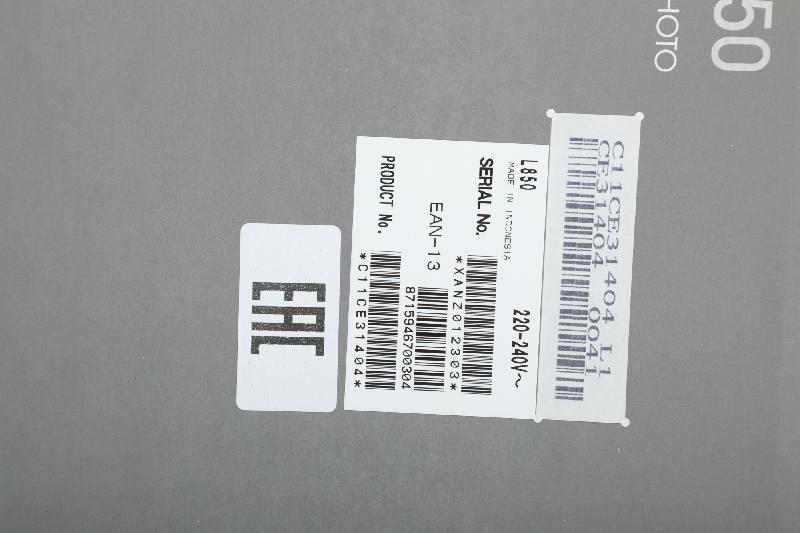 50
HOTO
C11CE31404 L1
CE31404 0041
L850
220-240V~
MADE IN INDONESIA
SERIAL No.
*XANZ012303*
EAN-13
8715946700304
PRODUCT No.
*C11CE31404*
EAC